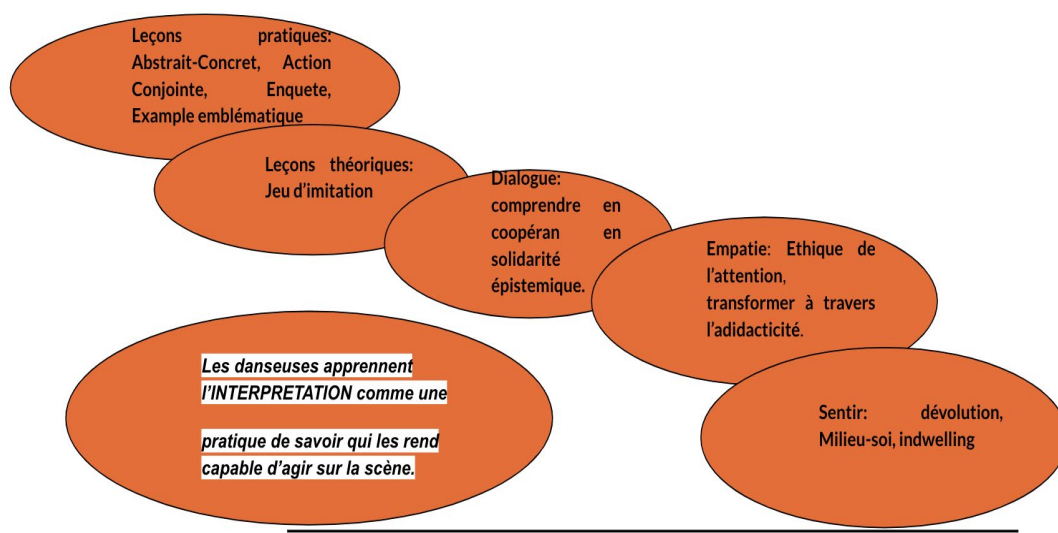 Leçons pratiques:
Abstrait-Concret, Action
Conjointe, Enquete,
Example emblématique
Leçons théoriques:
Jeu d'imitation
Dialogue:
comprendre en
coopéran en
solidarité
épistemique.
Empatie: Ethique de
l'attention,
transformer à travers
l'adidacticité.
Sentir: dévolution,
Milieu-soi, indwelling
Les danseuses apprennent
l'INTERPRETATION comme une
pratique de savoir qui les rend
capable d'agir sur la scène.